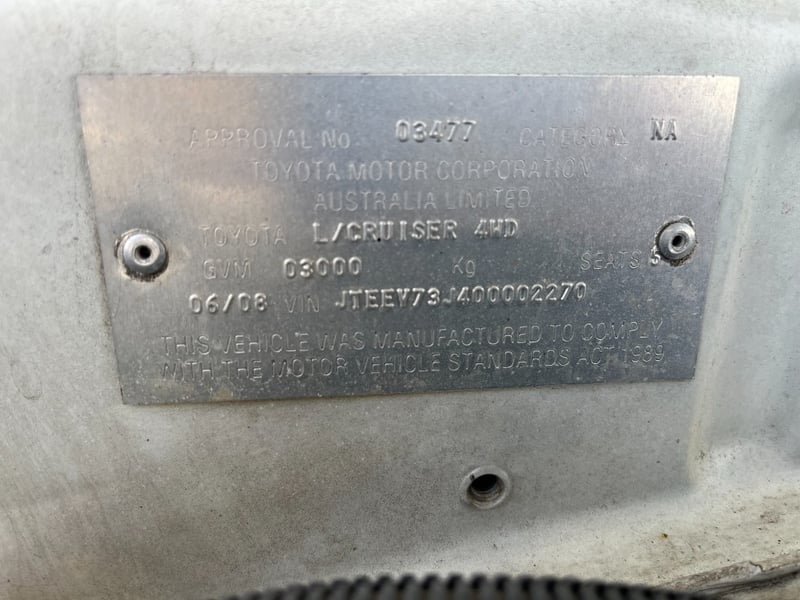 APPROVAL No 03477 CATEGORY NA
TOYOTA MOTOR CORPORATION
AUSTRALIA LIMITED
TOYOTA L/CRUISER 4WD
GVM 03000 Kg SEATS 5
06/08 VIN JTEEV73J400002270
THIS VEHICLE WAS MANUFACTURED TO COMPLY
WITH THE MOTOR VEHICLE STANDARDS ACT 1989